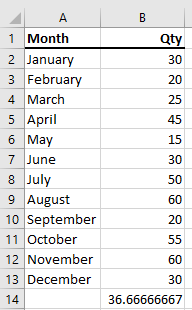 A B
1 Month Qty
2 January 30
3 February 20
4 March 25
5 April 45
6 May 15
7 June 30
8 July 50
9 August 60
10 September 20
11 October 55
12 November 60
13 December 30
14 36.66666667